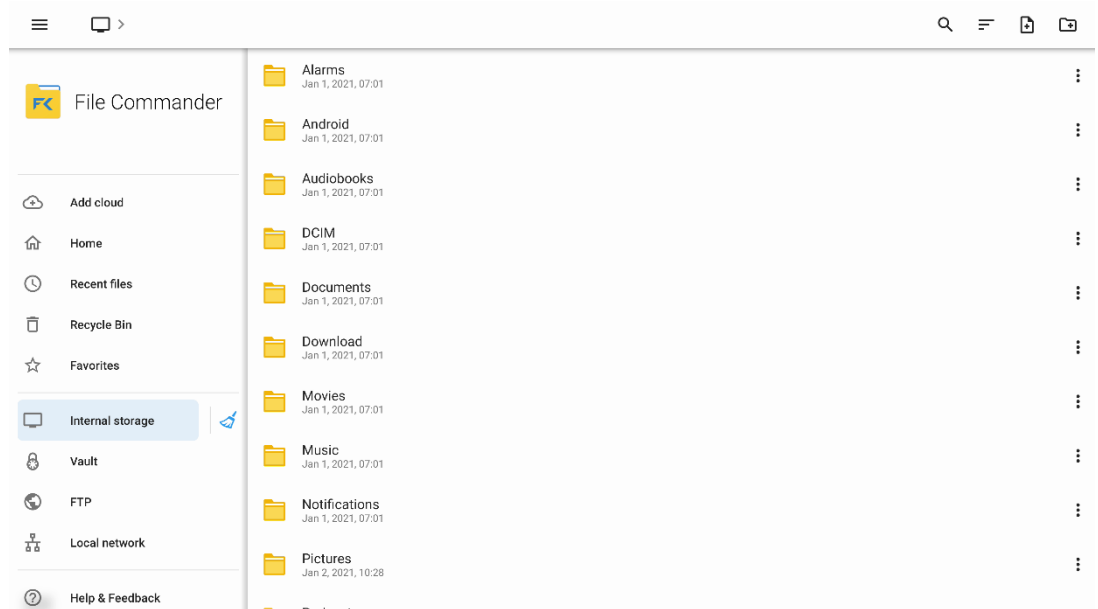 File Commander
Add cloud
Home
Recent files
Recycle Bin
Favorites
Internal storage
Vault
FTP
Local network
Help & Feedback
Alarms
Jan 1, 2021, 07:01
Android
Jan 1, 2021, 07:01
Audiobooks
Jan 1, 2021, 07:01
DCIM
Jan 1, 2021, 07:01
Documents
Jan 1, 2021, 07:01
Download
Jan 1, 2021, 07:01
Movies
Jan 1, 2021, 07:01
Music
Jan 1, 2021, 07:01
Notifications
Jan 1, 2021, 07:01
Pictures
Jan 2, 2021, 10:28